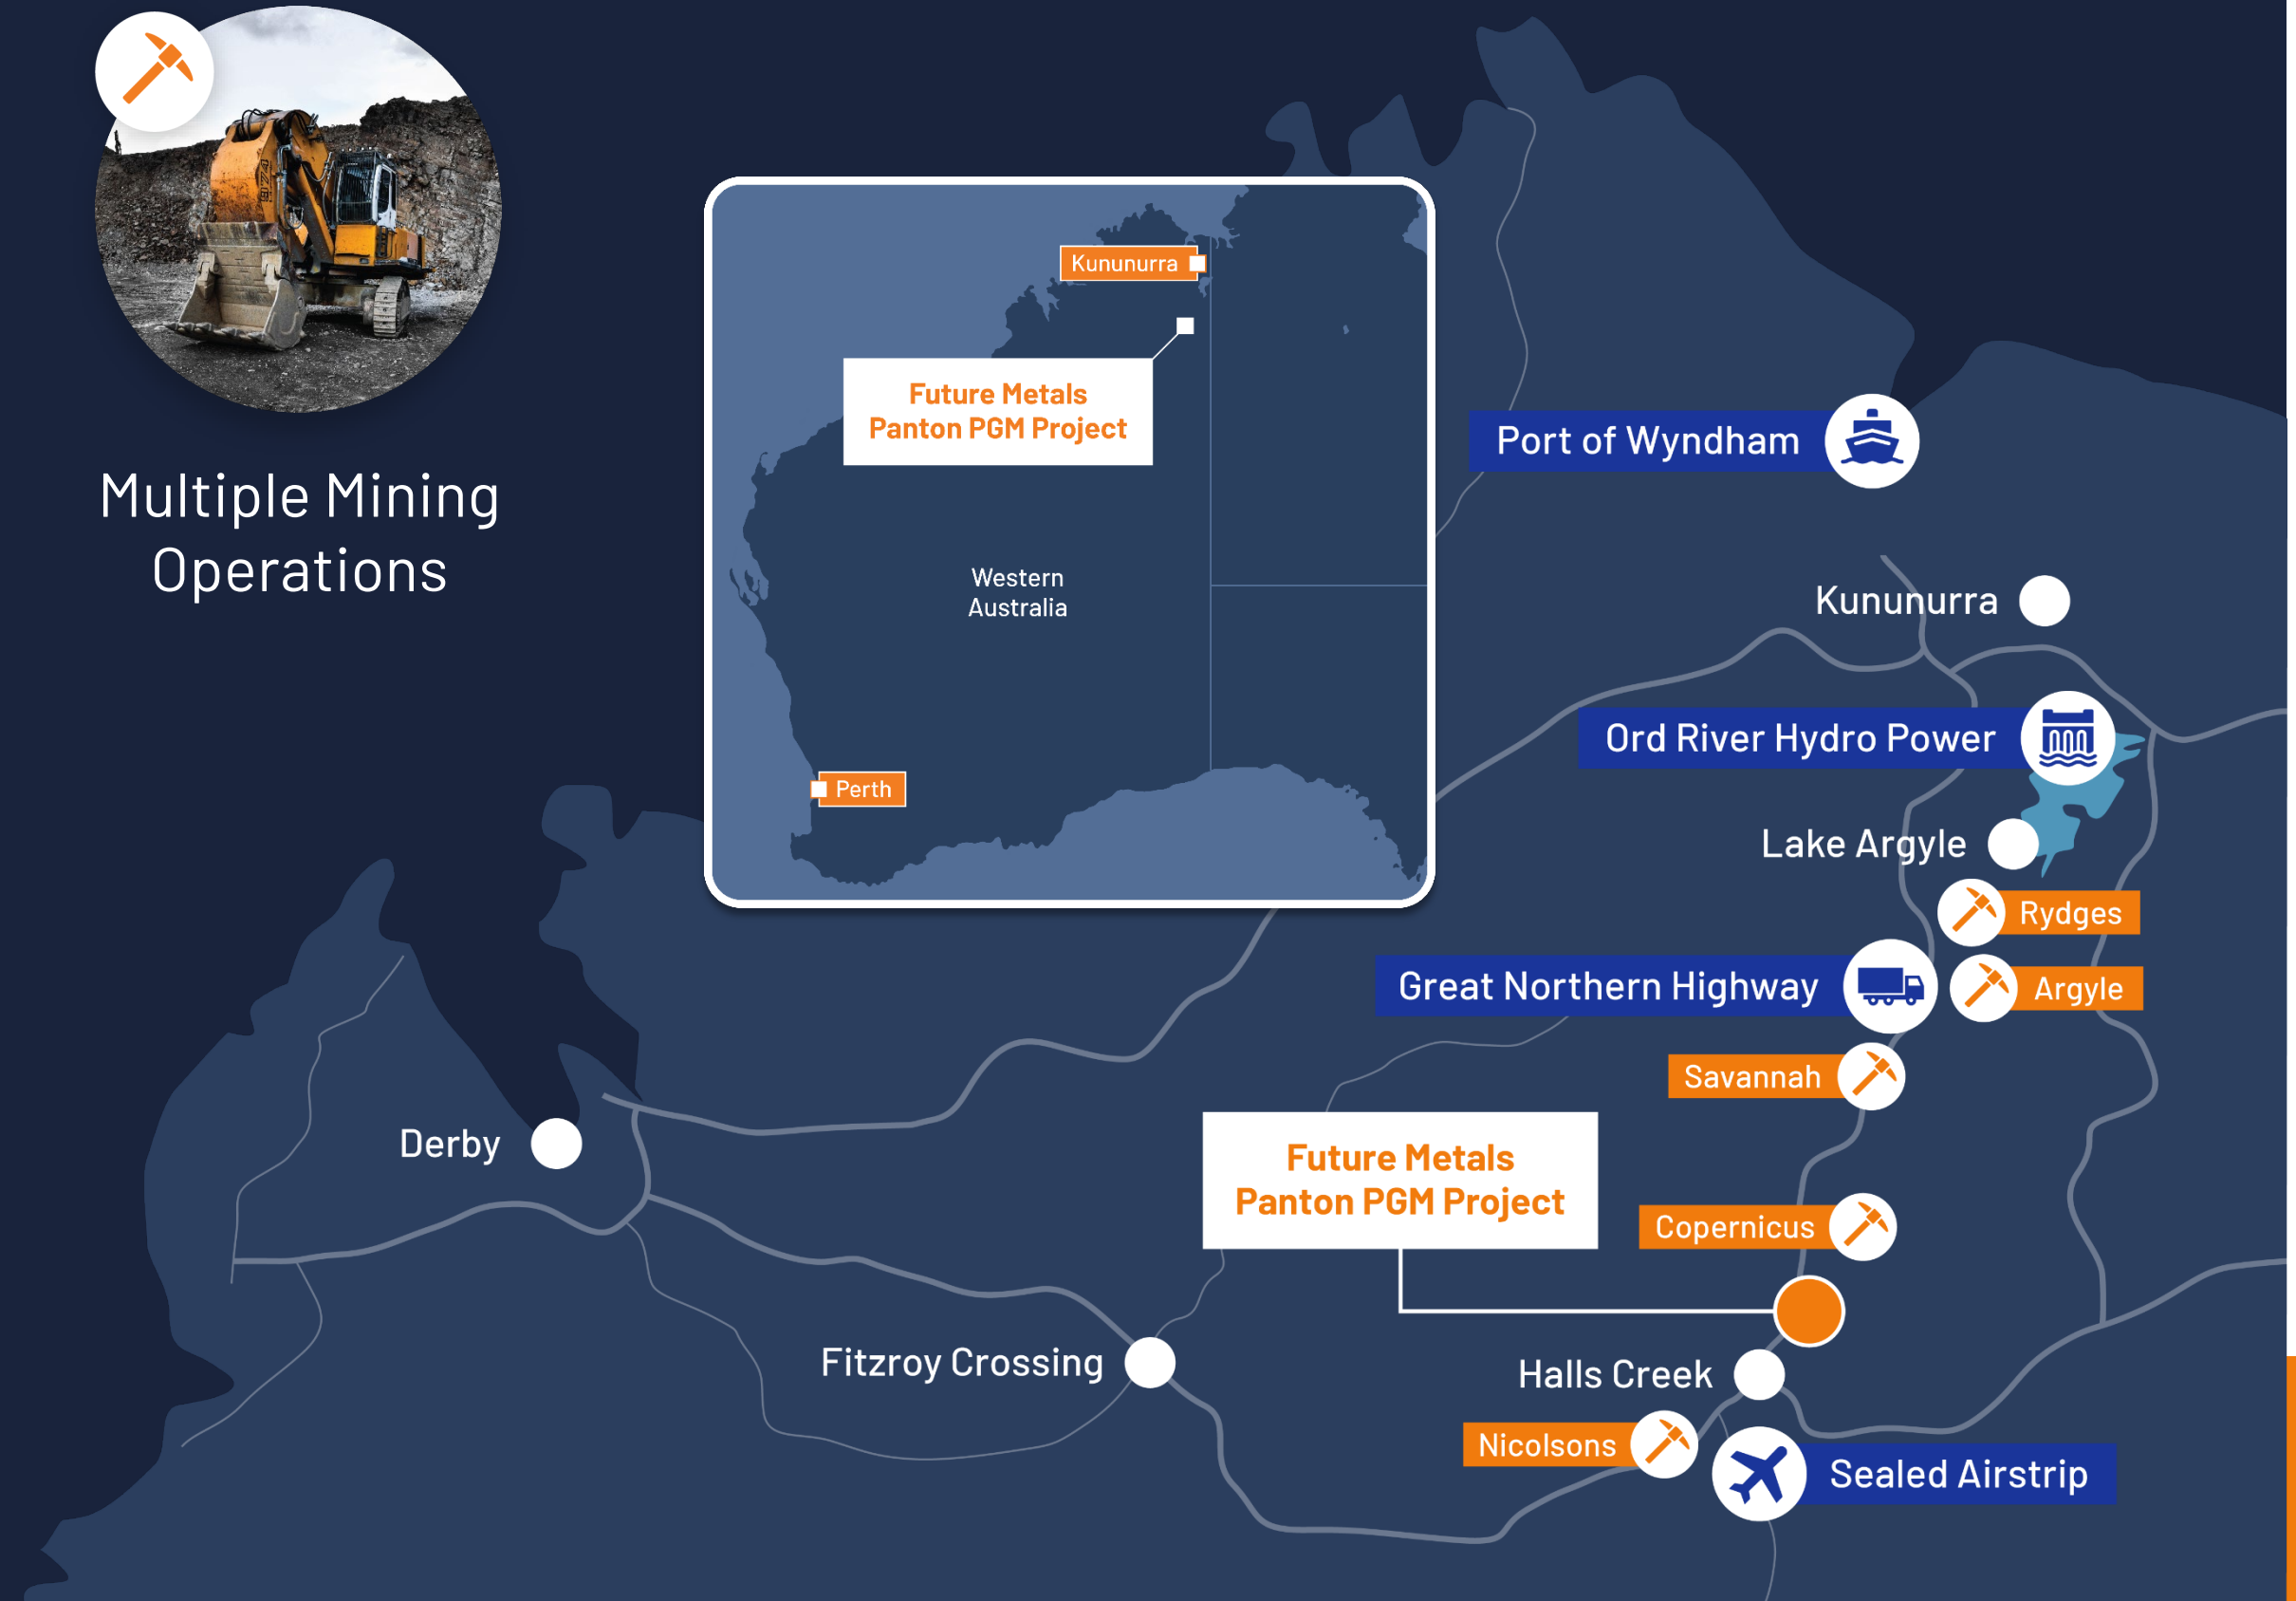 Multiple Mining
Operations
Kununurra
Future Metals
Panton PGM Project
Western
Australia
Perth
Port of Wyndham
Kununurra
Ord River Hydro Power
Lake Argyle
Rydges
Great Northern Highway
Argyle
Savannah
Derby
Future Metals
Panton PGM Project
Copernicus
Fitzroy Crossing
Halls Creek
Nicolsons
Sealed Airstrip